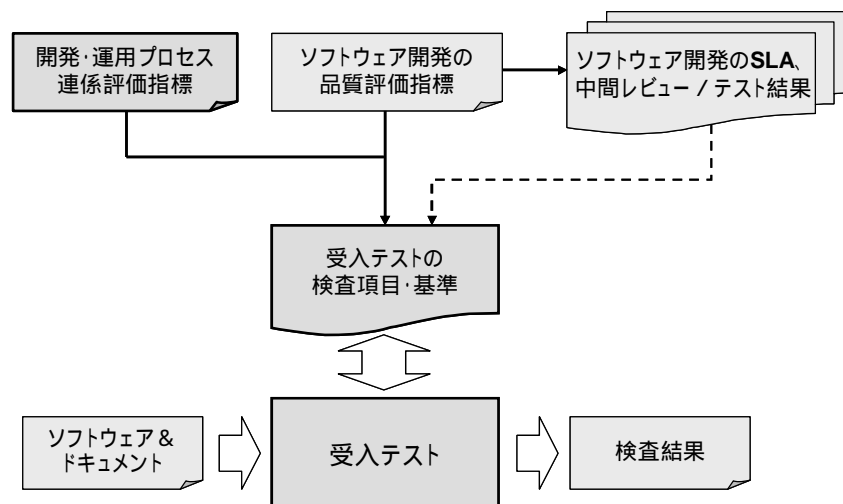 開発・運用プロセス
連係評価指標
ソフトウェア開発の
品質評価指標
ソフトウェア開発のSLA、
中間レビュー / テスト結果
受入テストの
検査項目・基準
ソフトウェア＆
ドキュメント
受入テスト
検査結果